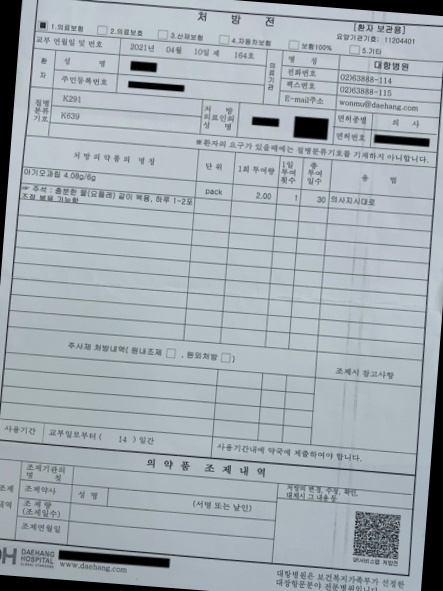 처 방 전
[환자 보관용]
1.의료보험 2.의료보호 3.산재보험 4.자동차보험 보험100% 5.기타
요양기관기호: 11204401
교부 연월일 및 번호 2021년 04월 10일 제 164호
의료기관
명 칭 대항병원
전화번호 02)6388-114
팩스번호 02)6388-115
E-mail주소 wonmu@daehang.com
환 자
성 명
주민등록번호
질병분류기호
K291
K639
처 방 의료인의 성 명
면허종별 의 사
면허번호
※환자의 요구가 있을때에는 질병분류기호를 기재하지 아니합니다.
처 방 의 약 품 의 명 칭 단 위 1회 투여량 1일 투여 횟수 총 투여 일수 용 법
아기오과립 4.08g/6g pack 2.00 1 30 의사지시대로
☞ 주석 : 충분한 물(요플레) 같이 복용, 하루 1-2포
조절 복용 가능함
주사제 처방내역( 원내조제 , 원외처방 )
조제시 참고사항
사용기간 교부일로부터 ( 14 ) 일간
사용기간내에 약국에 제출하여야 합니다.
의 약 품 조 제 내 역
조제기관의 명 칭
처방의 변경, 수정, 확인,
대체시 그 내용 등
조제약사 성 명 (서명 또는 날인)
조 제 량
(조제일수)
조제연월일
DAEHANG
HOSPITAL
www.daehang.com
대항병원은 보건복지가족부가 선정한
대장항문분야 전문병원입니다